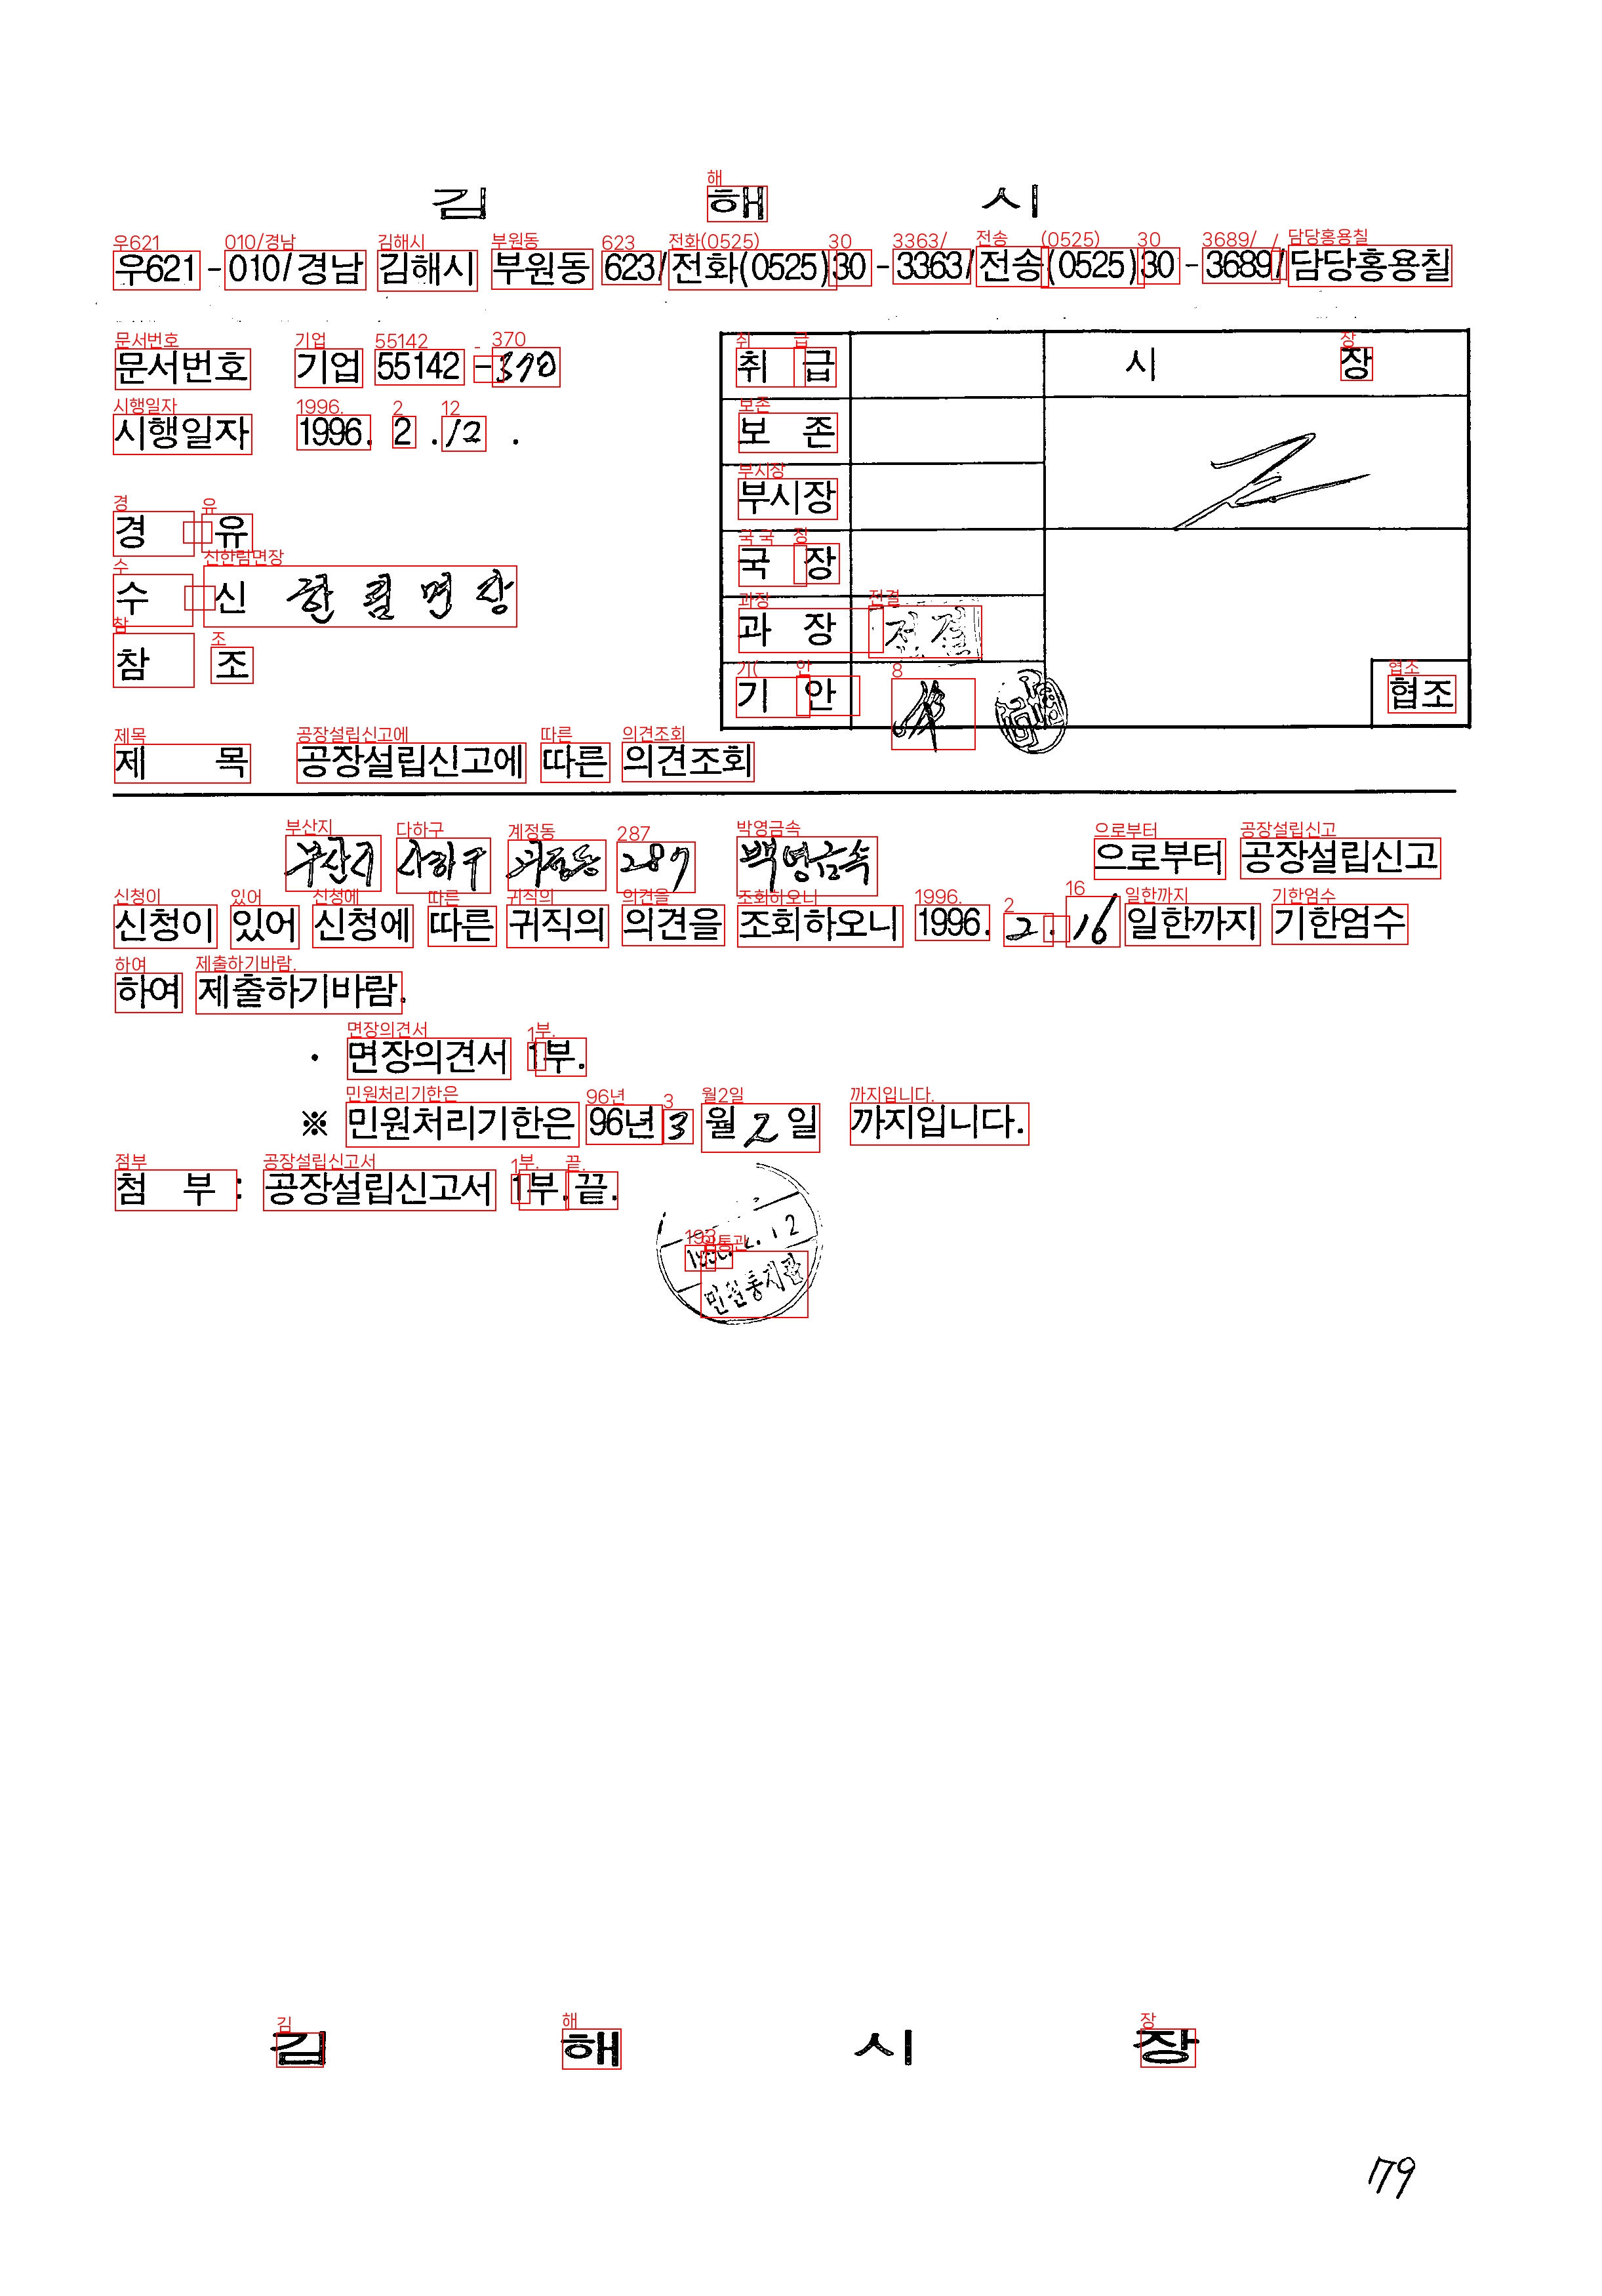 김 해 시
우621-010/경남 김해시 부원동 623/전화(0525)30-3363/전송(0525)30-3689/담당홍용칠
문서번호 기업 55142-370
시행일자 1996. 2 .12 .
경 유
수 신 한림면장
참 조
취 급
보 존
부시장
국 장
과 장 전결
기 안
시 장
협조
제 목 공장설립신고에 따른 의견조회
부산시 사하구 괴정동 287 백영금속 으로부터 공장설립신고
신청이 있어 신청에 따른 귀직의 의견을 조회하오니 1996. 2. 16 일한까지 기한엄수
하여 제출하기바람.
· 면장의견서 1부.
※ 민원처리기한은 96년 3 월 2 일 까지입니다.
첨 부 : 공장설립신고서 1부. 끝.
1996. 2. 12
민원통제관
김 해 시 장
179